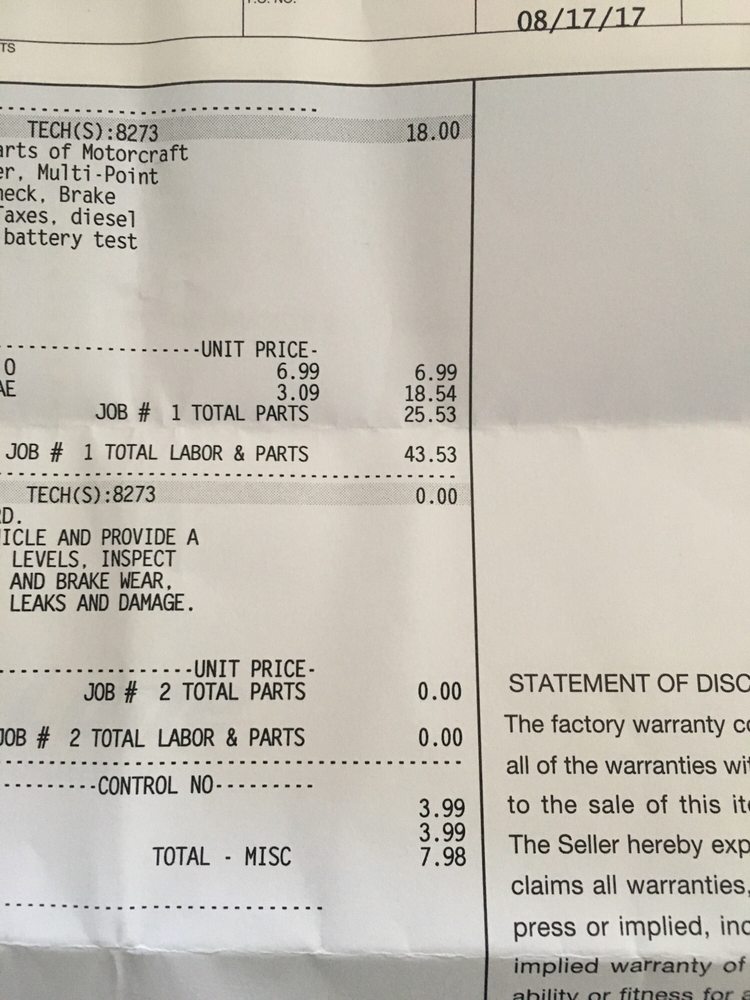 08/17/17
TS
TECH(S):8273 18.00
arts of Motorcraft
er, Multi-Point
heck, Brake
Taxes, diesel
battery test
UNIT PRICE-
O 6.99 6.99
AE 3.09 18.54
JOB # 1 TOTAL PARTS 25.53
JOB # 1 TOTAL LABOR & PARTS 43.53
TECH(S):8273 0.00
RD.
ICLE AND PROVIDE A
LEVELS, INSPECT
AND BRAKE WEAR,
LEAKS AND DAMAGE.
UNIT PRICE-
JOB # 2 TOTAL PARTS 0.00
JOB # 2 TOTAL LABOR & PARTS 0.00
CONTROL NO
3.99
3.99
TOTAL - MISC 7.98
STATEMENT OF DISC
The factory warranty co
all of the warranties wit
to the sale of this ite
The Seller hereby exp
claims all warranties,
press or implied, inc
implied warranty of
ability or fitness for a